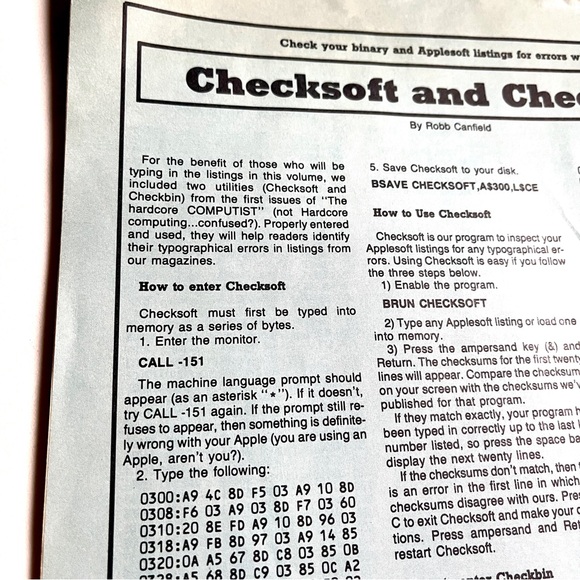 Check your binary and Applesoft listings for errors
Checksoft and
By Robb Canfield
For the benefit of those who will be
typing in the listings in this volume, we
included two utilities (Checksoft and
Checkbin) from the first issues of "The
hardcore COMPUTIST" (not Hardcore
computing...confused?). Properly entered
and used, they will help readers identify
their typographical errors in listings from
our magazines.
How to enter Checksoft
Checksoft must first be typed into
memory as a series of bytes.
1. Enter the monitor.
CALL -151
The machine language prompt should
appear (as an asterisk "*"). If it doesn't,
try CALL -151 again. If the prompt still re-
fuses to appear, then something is definite-
ly wrong with your Apple (you are using an
Apple, aren't you?).
2. Type the following:
0300:A9 4C 8D F5 03 A9 10 8D
0308:F6 03 A9 03 8D F7 03 60
0310:20 8E FD A9 10 8D 96 03
0318:A9 FB 8D 97 03 A9 14 85
0320:0A A5 67 8D C8 03 85 0B
A5 68 8D C9 03 85 0C A2
5. Save Checksoft to your disk.
BSAVE CHECKSOFT,A$300,L$CE
How to Use Checksoft
Checksoft is our program to inspect your
Applesoft listings for any typographical er-
rors. Using Checksoft is easy if you follow
the three steps below.
1) Enable the program.
BRUN CHECKSOFT
2) Type any Applesoft listing or load one
into memory.
3) Press the ampersand key (&) and
Return. The checksums for the first twenty
lines will appear. Compare the checksum
on your screen with the checksums we'v
published for that program.
If they match exactly, your program h
been typed in correctly up to the last
number listed, so press the space ba
display the next twenty lines.
If the checksums don't match, then
is an error in the first line in which
checksums disagree with ours. Pres
C to exit Checksoft and make your c
tions. Press ampersand and Ret
restart Checksoft.
Checkbin